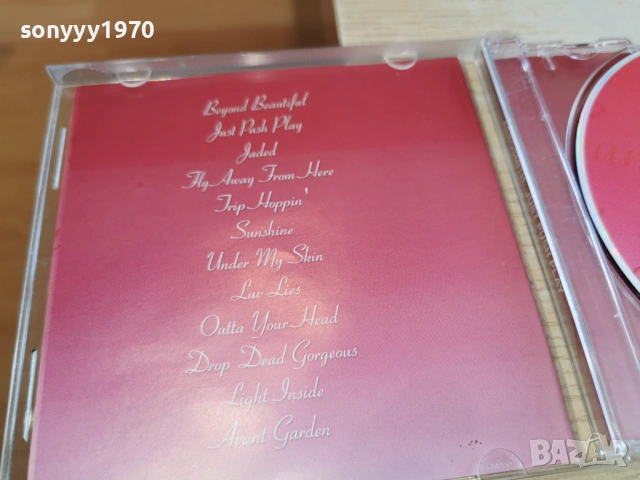 sonyyy1970
Beyond Beautiful
Just Push Play
Jaded
Fly Away From Here
Trip Hoppin'
Sunshine
Under My Skin
Luv Lies
Outta Your Head
Drop Dead Gorgeous
Light Inside
Avant Garden
BAZAR